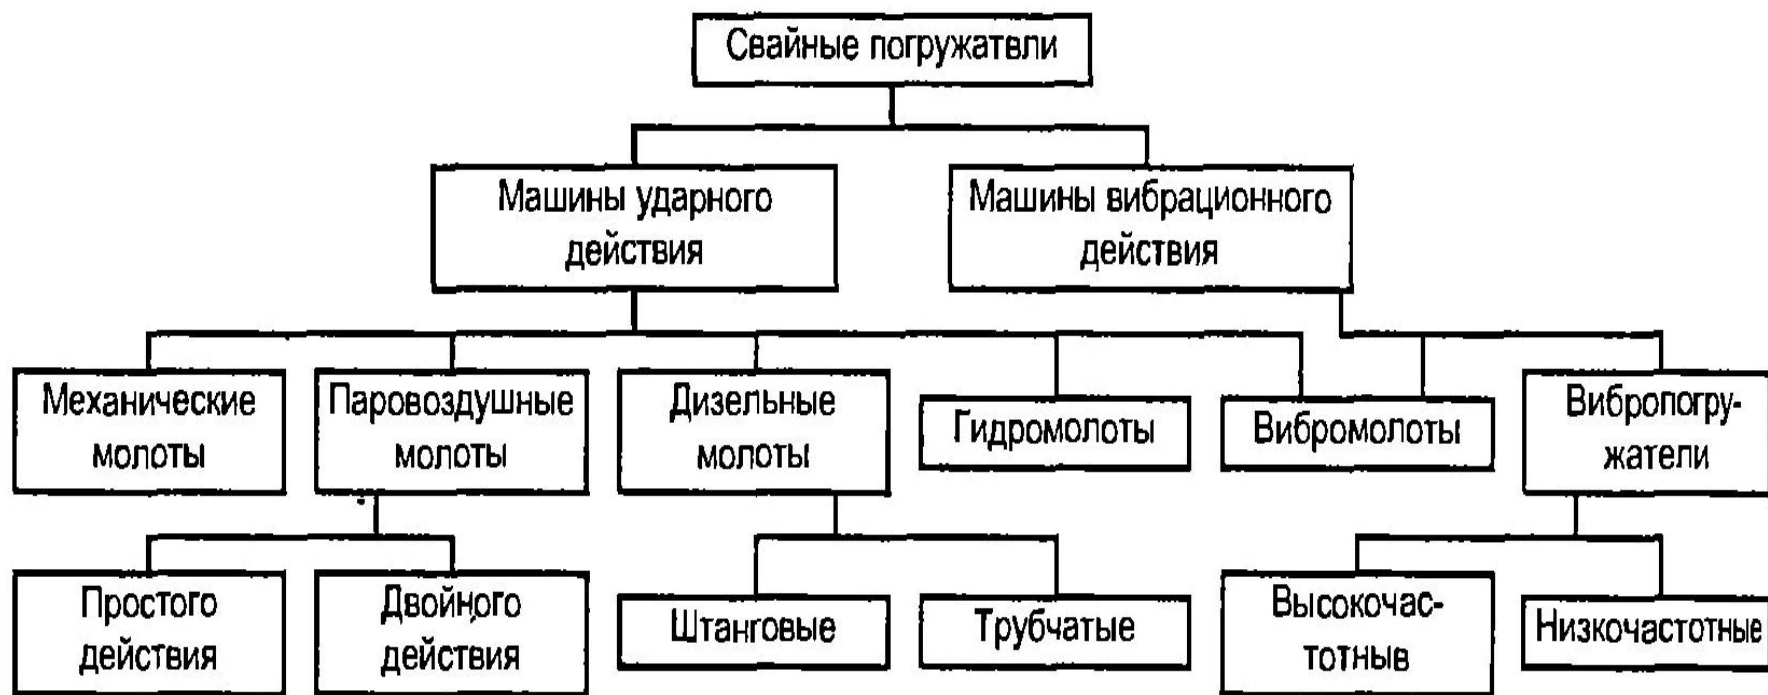 Свайные погружатвли
Машины ударного
действия
Машины вибрационного
действия
Механические
молоты
Паровоздушные
молоты
Дизельные
молоты
Гидромолоты
Вибромолоты
Вибропогру-
жатели
Простого
действия
Двойного
действия
Штанговые
Трубчатые
Высокочас-
тотныв
Низкочастотные